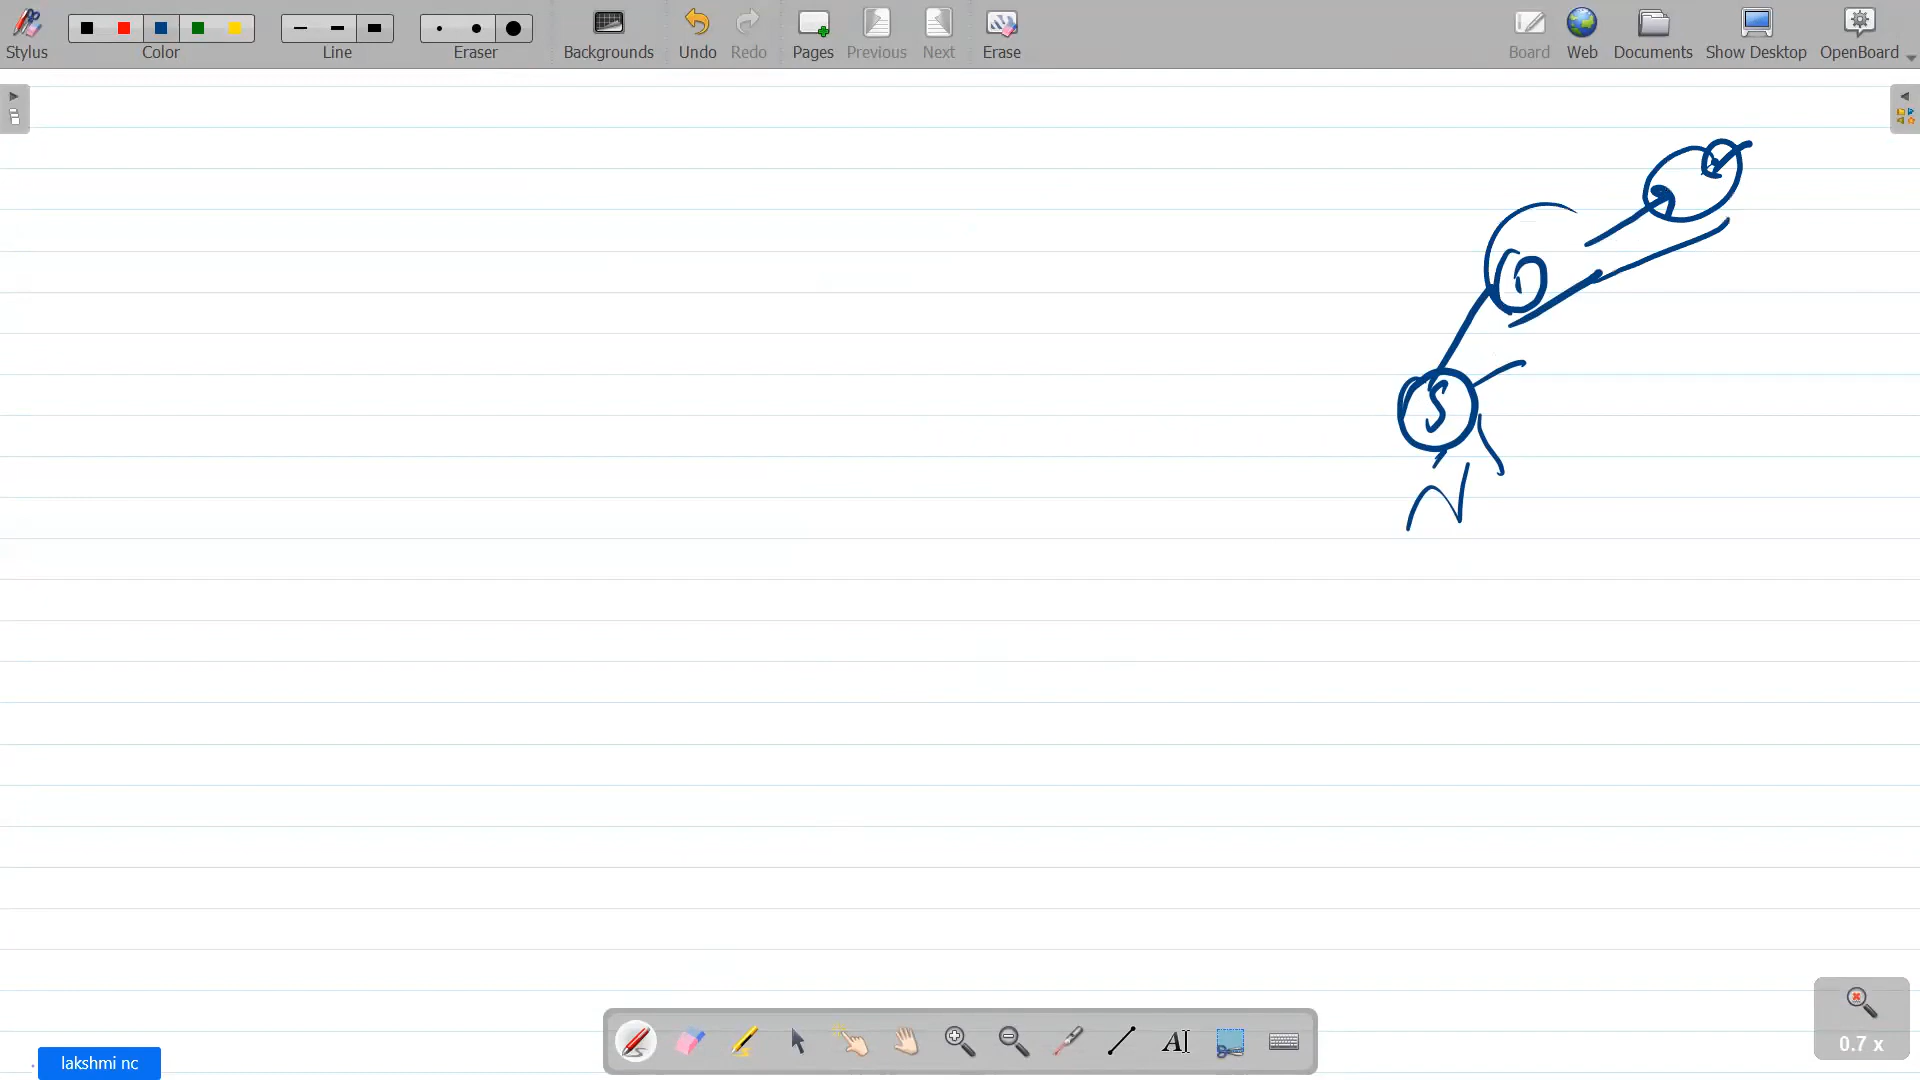 Stylus Color Line Eraser Backgrounds Undo Redo Pages Previous Next Erase Board Web Documents Show Desktop OpenBoard
S
N
0.7 x
lakshmi nc